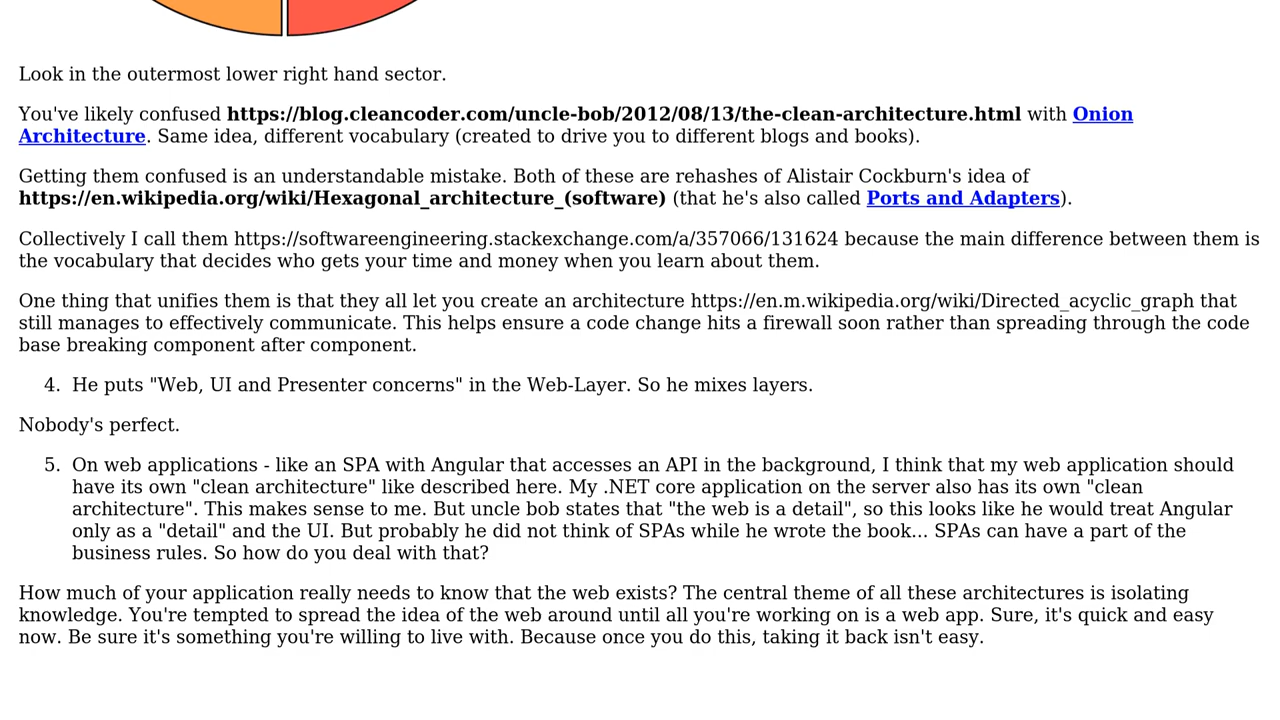 Look in the outermost lower right hand sector.
You've likely confused https://blog.cleancoder.com/uncle-bob/2012/08/13/the-clean-architecture.html with Onion
Architecture. Same idea, different vocabulary (created to drive you to different blogs and books).
Getting them confused is an understandable mistake. Both of these are rehashes of Alistair Cockburn's idea of
https://en.wikipedia.org/wiki/Hexagonal_architecture_(software) (that he's also called Ports and Adapters).
Collectively I call them https://softwareengineering.stackexchange.com/a/357066/131624 because the main difference between them is
the vocabulary that decides who gets your time and money when you learn about them.
One thing that unifies them is that they all let you create an architecture https://en.m.wikipedia.org/wiki/Directed_acyclic_graph that
still manages to effectively communicate. This helps ensure a code change hits a firewall soon rather than spreading through the code
base breaking component after component.
4. He puts "Web, UI and Presenter concerns" in the Web-Layer. So he mixes layers.
Nobody's perfect.
5. On web applications - like an SPA with Angular that accesses an API in the background, I think that my web application should
have its own "clean architecture" like described here. My .NET core application on the server also has its own "clean
architecture". This makes sense to me. But uncle bob states that "the web is a detail", so this looks like he would treat Angular
only as a "detail" and the UI. But probably he did not think of SPAs while he wrote the book... SPAs can have a part of the
business rules. So how do you deal with that?
How much of your application really needs to know that the web exists? The central theme of all these architectures is isolating
knowledge. You're tempted to spread the idea of the web around until all you're working on is a web app. Sure, it's quick and easy
now. Be sure it's something you're willing to live with. Because once you do this, taking it back isn't easy.